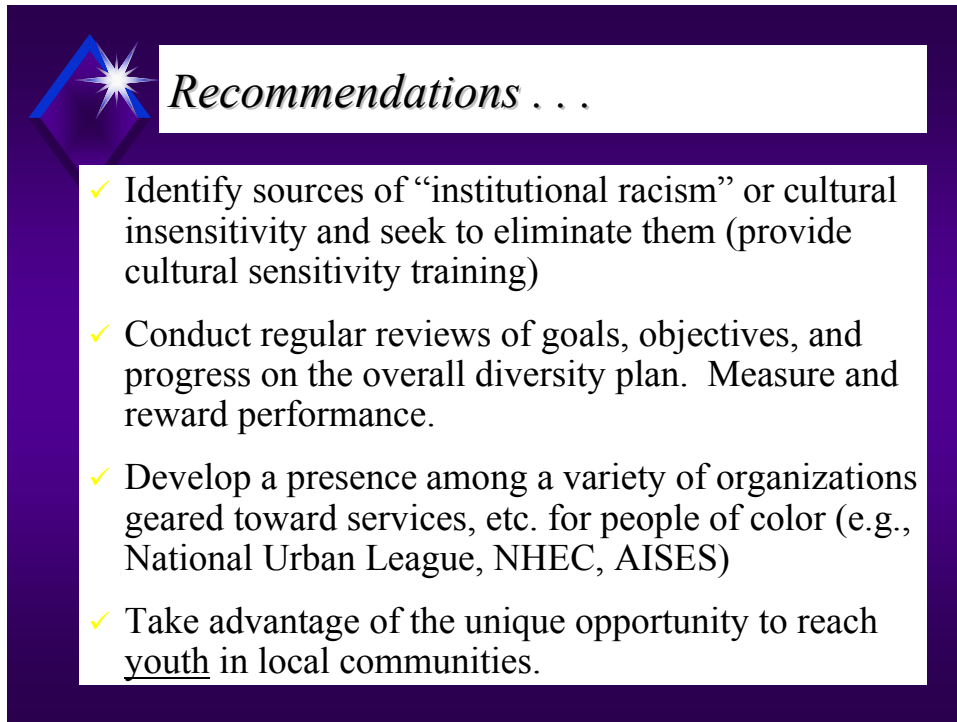 Recommendations . . .
✓ Identify sources of “institutional racism” or cultural
insensitivity and seek to eliminate them (provide
cultural sensitivity training)
✓ Conduct regular reviews of goals, objectives, and
progress on the overall diversity plan.  Measure and
reward performance.
✓ Develop a presence among a variety of organizations
geared toward services, etc. for people of color (e.g.,
National Urban League, NHEC, AISES)
✓ Take advantage of the unique opportunity to reach
youth in local communities.